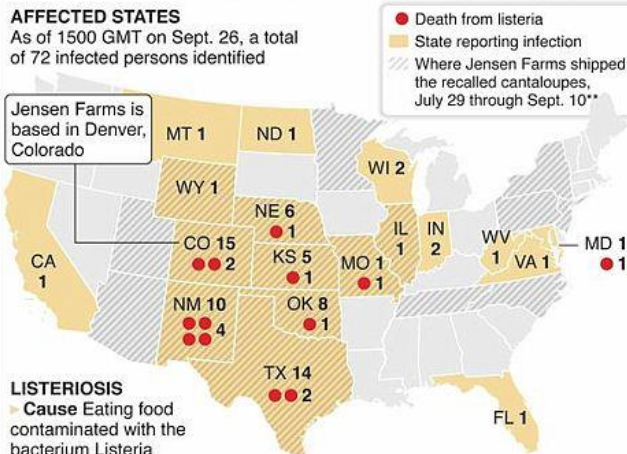 AFFECTED STATES
As of 1500 GMT on Sept. 26, a total
of 72 infected persons identified
Death from listeria
State reporting infection
Where Jensen Farms shipped
the recalled cantaloupes,
July 29 through Sept. 10**
Jensen Farms is
based in Denver,
Colorado
MT 1
ND 1
WI 2
WY 1
NE 6
1
IL
1
IN
2
WV
1
MD 1
1
CO 15
2
KS 5
1
MO 1
1
VA 1
CA
1
NM 10
4
OK 8
1
TX 14
2
FL 1
LISTERIOSIS
Cause Eating food
contaminated with the
bacterium Listeria